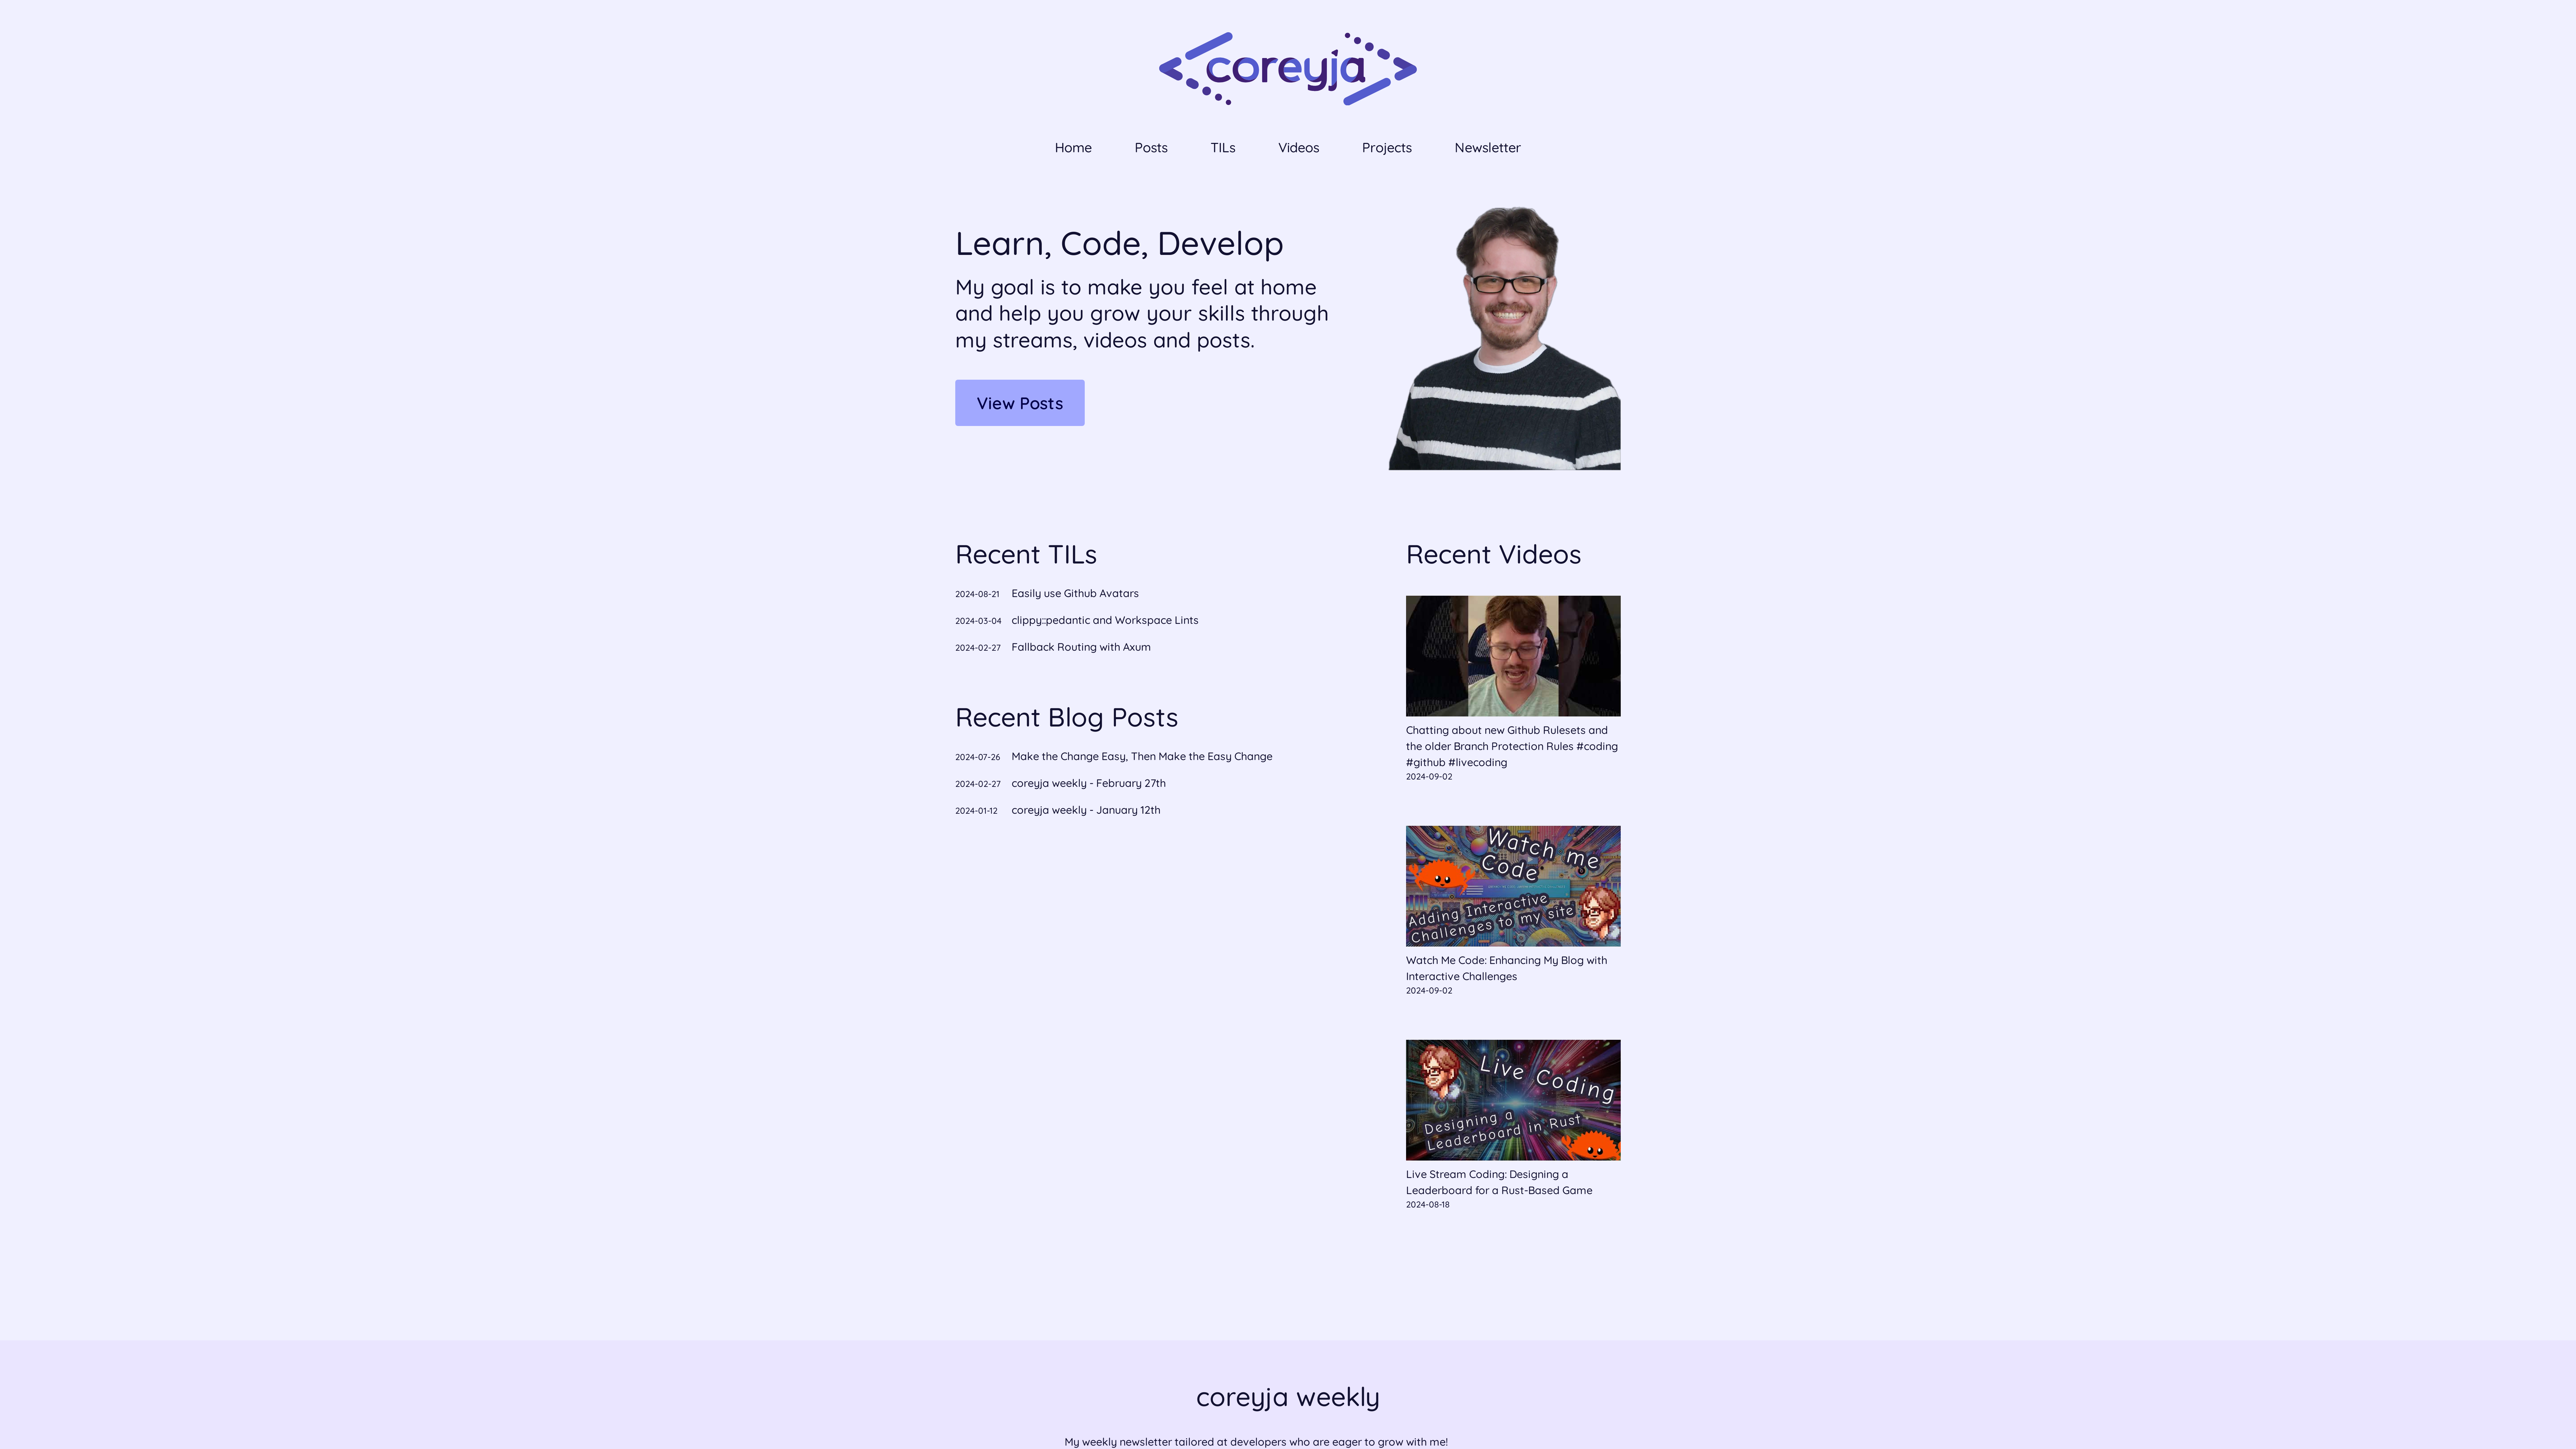 coreyja
Home Posts TILs Videos Projects Newsletter
Learn, Code, Develop
My goal is to make you feel at home
and help you grow your skills through
my streams, videos and posts.
View Posts
Recent TILs
2024-08-21 Easily use Github Avatars
2024-03-04 clippy::pedantic and Workspace Lints
2024-02-27 Fallback Routing with Axum
Recent Blog Posts
2024-07-26 Make the Change Easy, Then Make the Easy Change
2024-02-27 coreyja weekly - February 27th
2024-01-12 coreyja weekly - January 12th
Recent Videos
Chatting about new Github Rulesets and
the older Branch Protection Rules #coding
#github #livecoding
2024-09-02
Watch me
Code
Adding Interactive
Challenges to my site
Watch Me Code: Enhancing My Blog with
Interactive Challenges
2024-09-02
Live Coding
Designing a
Leaderboard in Rust
Live Stream Coding: Designing a
Leaderboard for a Rust-Based Game
2024-08-18
coreyja weekly
My weekly newsletter tailored at developers who are eager to grow with me!